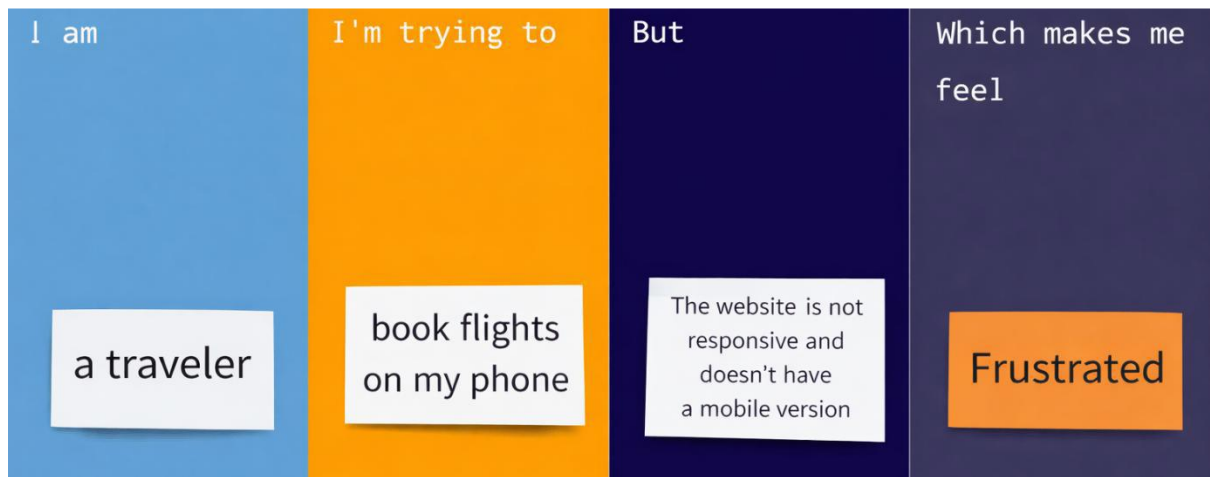 I am
a traveler
I'm trying to
book flights
on my phone
But
The website is not
responsive and
doesn't have
a mobile version
Which makes me
feel
Frustrated